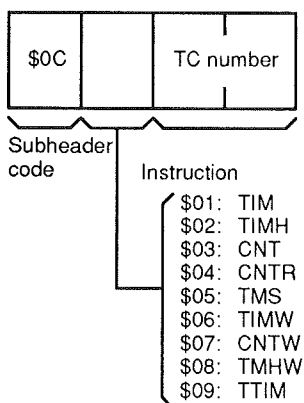 $0C
TC number
Subheader
code
Instruction
$01: TIM
$02: TIMH
$03: CNT
$04: CNTR
$05: TMS
$06: TIMW
$07: CNTW
$08: TMHW
$09: TTIM